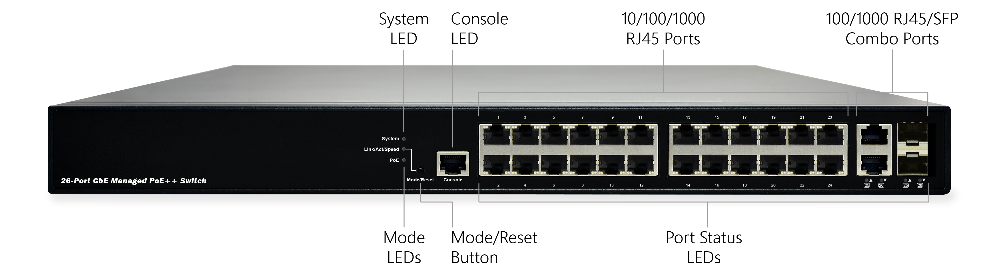 System
LED
Console
LED
10/100/1000
RJ45 Ports
100/1000 RJ45/SFP
Combo Ports
1 3 5 7 9 11 13 15 17 19 21 23
System
Link/Act/Speed
PoE
Mode/Reset
Console
26-Port GbE Managed PoE++ Switch
2 4 6 8 10 12 14 16 18 20 22 24
25 26 25 26
Mode
LEDs
Mode/Reset
Button
Port Status
LEDs